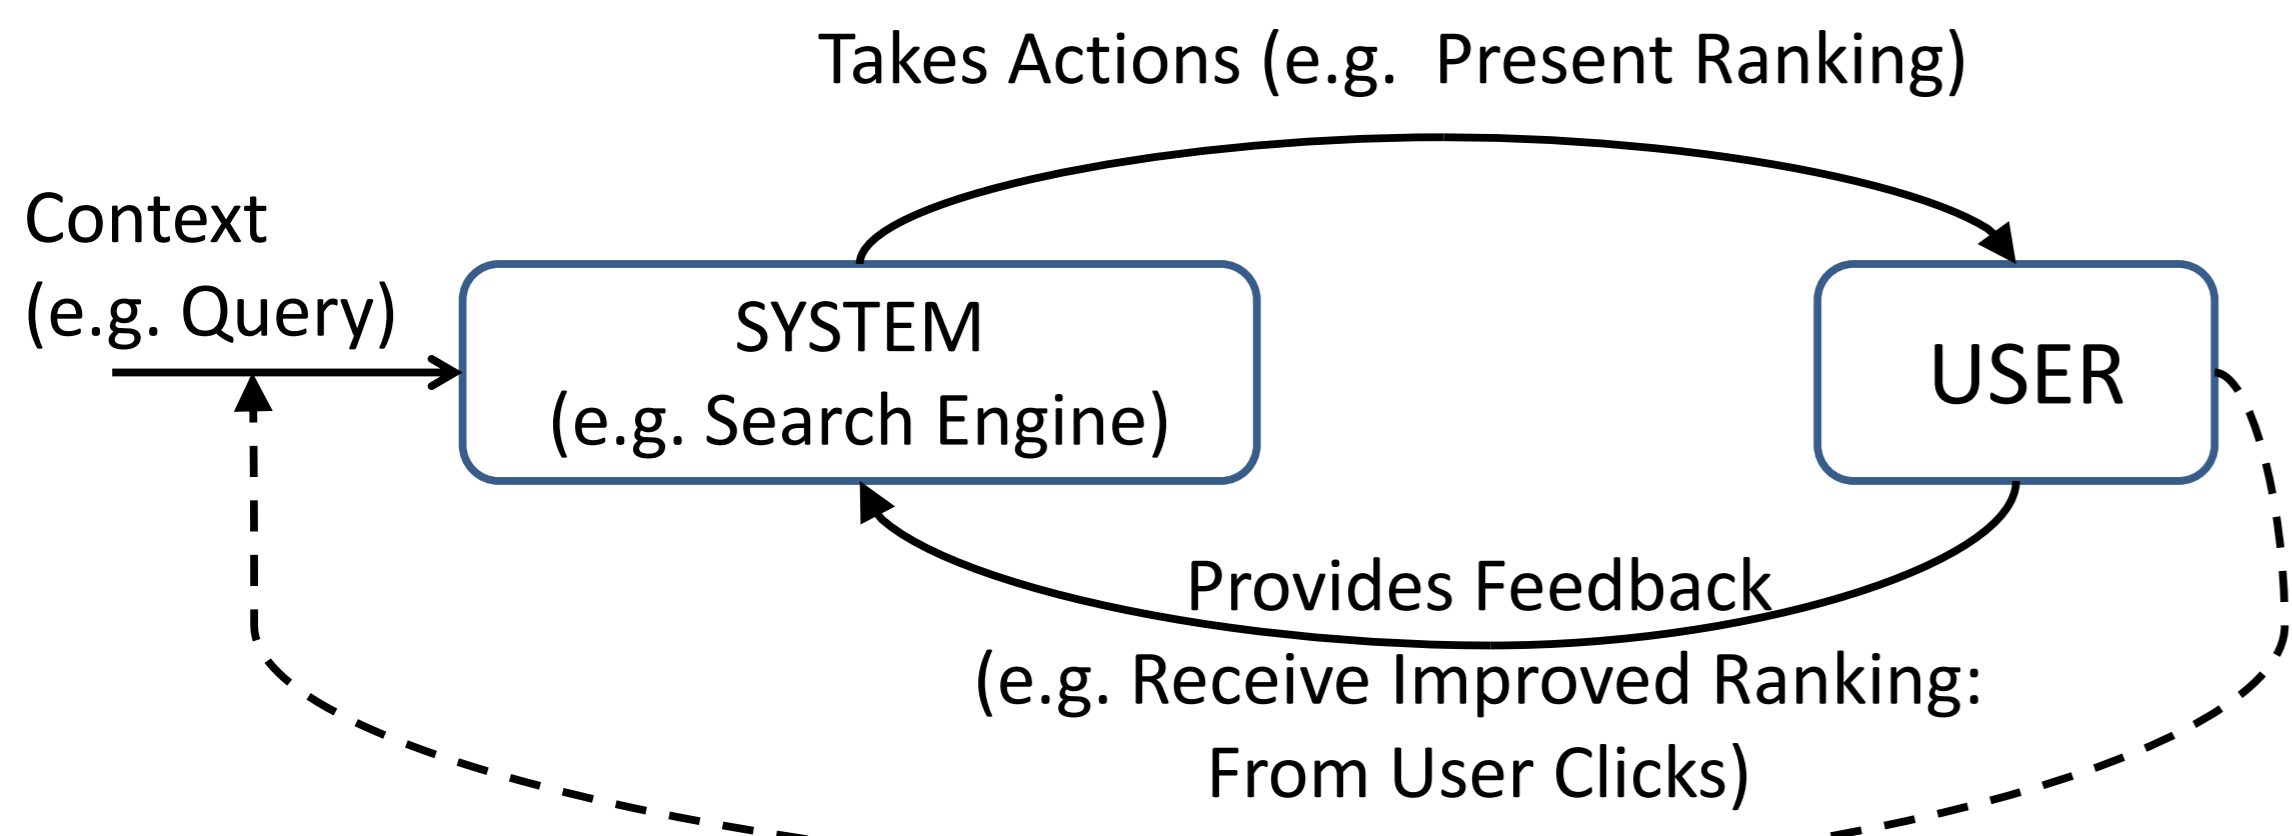 Takes Actions (e.g.  Present Ranking)
Context
(e.g. Query)
SYSTEM
(e.g. Search Engine)
USER
Provides Feedback
(e.g. Receive Improved Ranking:
From User Clicks)